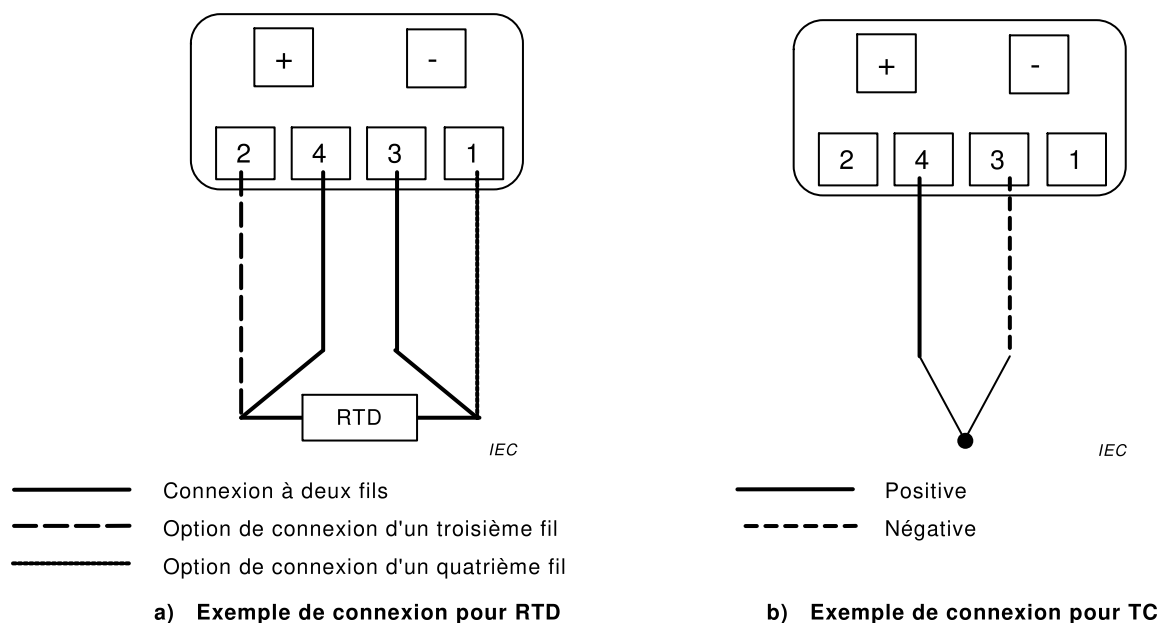 + -
2 4 3 1
RTD
IEC
Connexion à deux fils
Option de connexion d'un troisième fil
Option de connexion d'un quatrième fil
a) Exemple de connexion pour RTD
+ -
2 4 3 1
IEC
Positive
Négative
b) Exemple de connexion pour TC